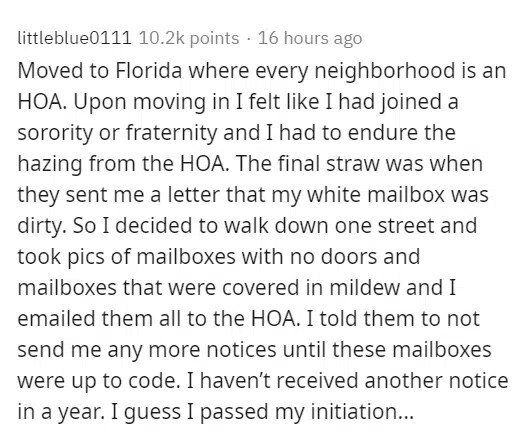 littleblue0111 10.2k points · 16 hours ago
Moved to Florida where every neighborhood is an
HOA. Upon moving in I felt like I had joined a
sorority or fraternity and I had to endure the
hazing from the HOA. The final straw was when
they sent me a letter that my white mailbox was
dirty. So I decided to walk down one street and
took pics of mailboxes with no doors and
mailboxes that were covered in mildew and I
emailed them all to the HOA. I told them to not
send me any more notices until these mailboxes
were up to code. I haven’t received another notice
in a year. I guess I passed my initiation...